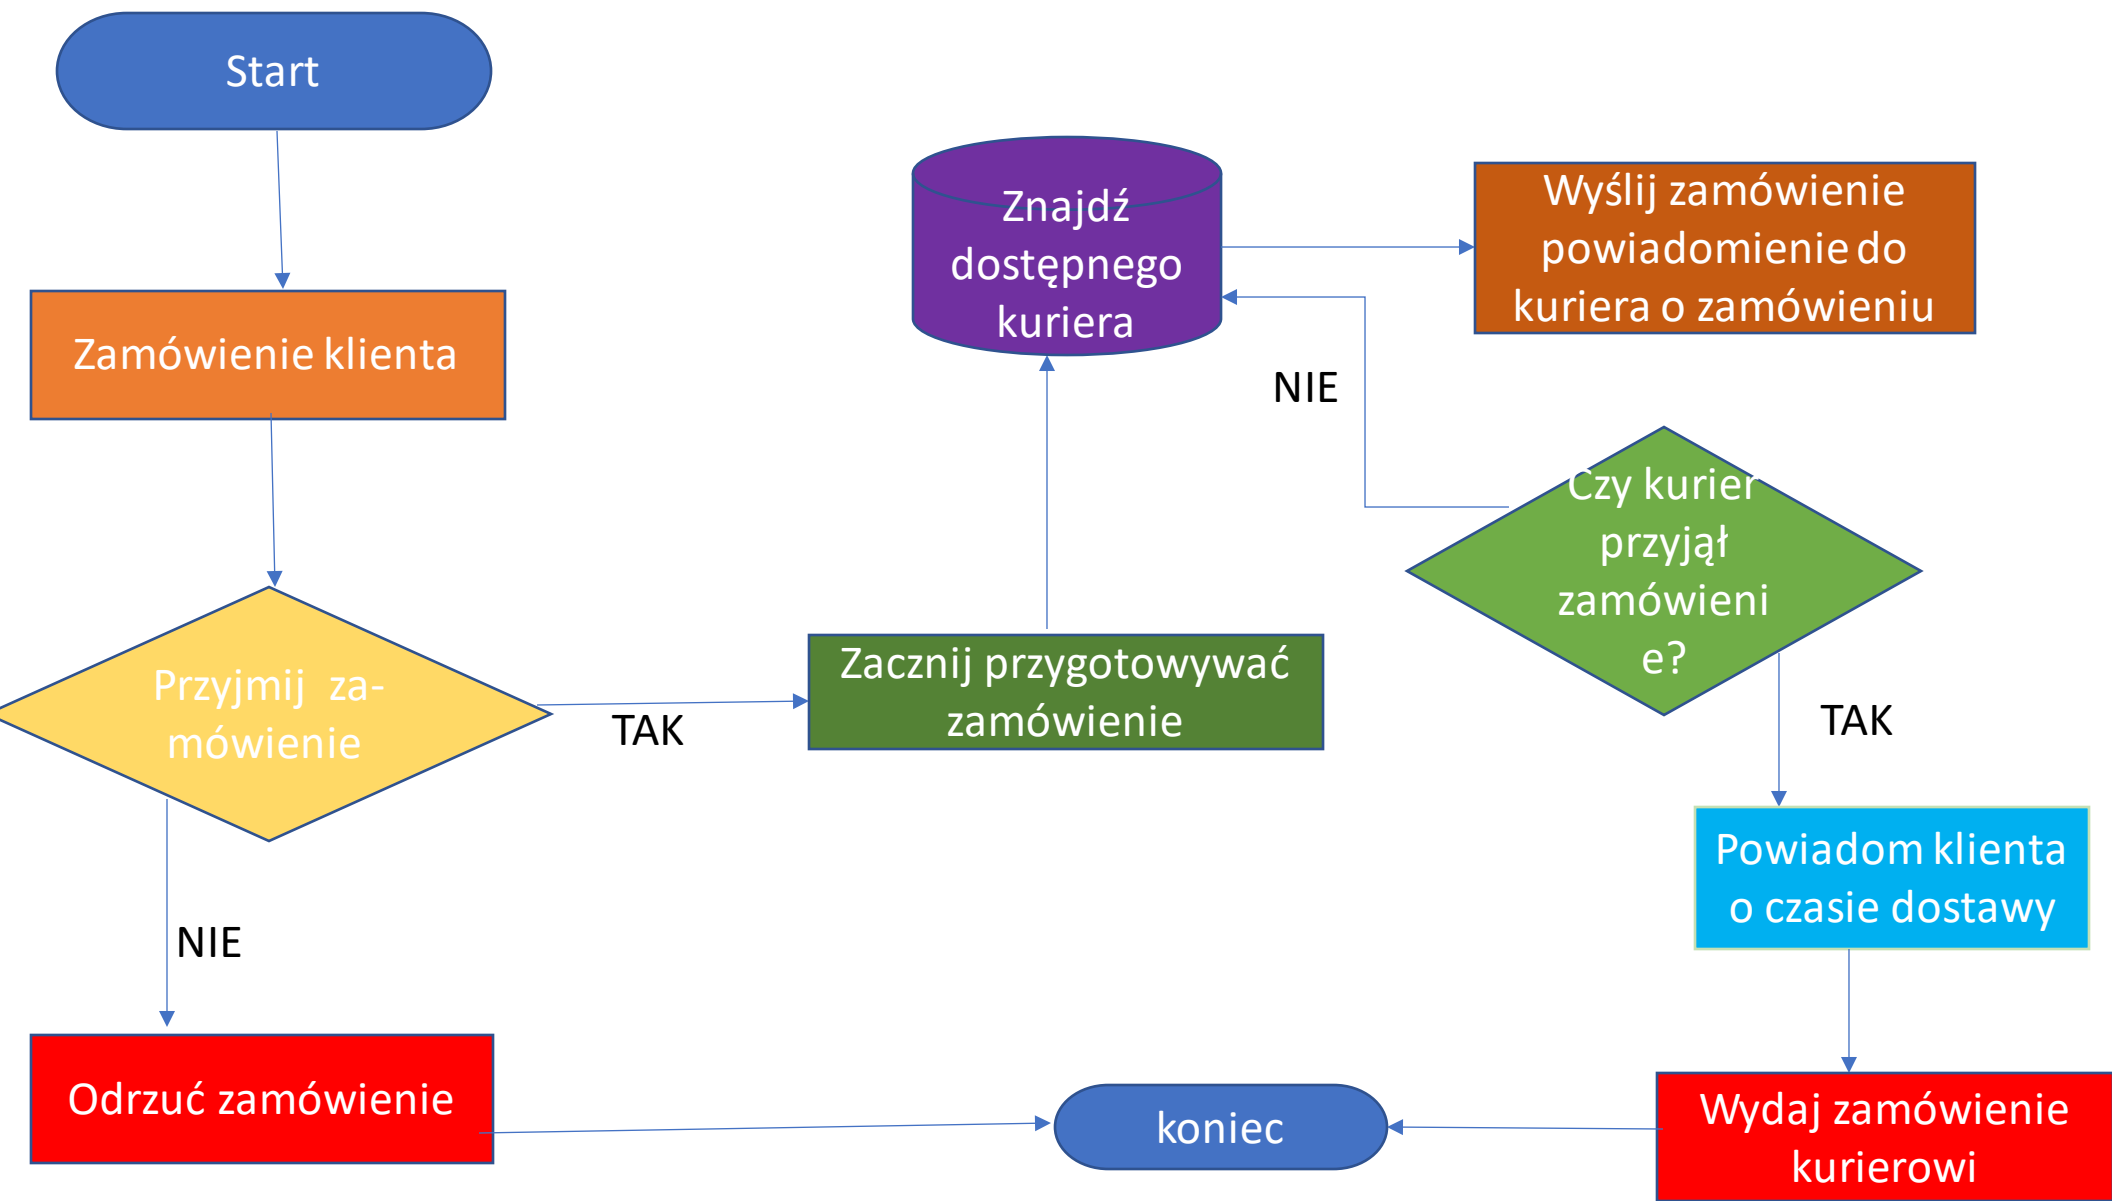 Start
Zamówienie klienta
Przyjmij za-
mówienie
TAK
NIE
Odrzuć zamówienie
Zacznij przygotowywać
zamówienie
Znajdź
dostępnego
kuriera
Wyślij zamówienie
powiadomienie do
kuriera o zamówieniu
NIE
Czy kurier
przyjął
zamówieni
e?
TAK
Powiadom klienta
o czasie dostawy
Wydaj zamówienie
kurierowi
koniec